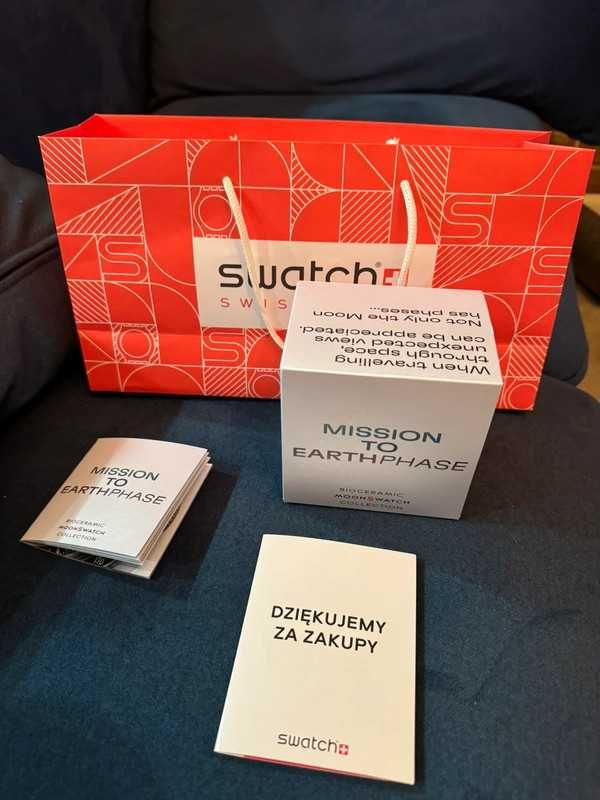 swatch
SWIS
When travelling
through space,
unexpected views
can be appreciated.
Not only the Moon
has phases...
MISSION
TO
EARTHPHASE
BIOCERAMIC
MOONSWATCH
COLLECTION
MISSION
TO
EARTHPHASE
BIOCERAMIC
MOONSWATCH
COLLECTION
DZIĘKUJEMY
ZA ZAKUPY
swatch